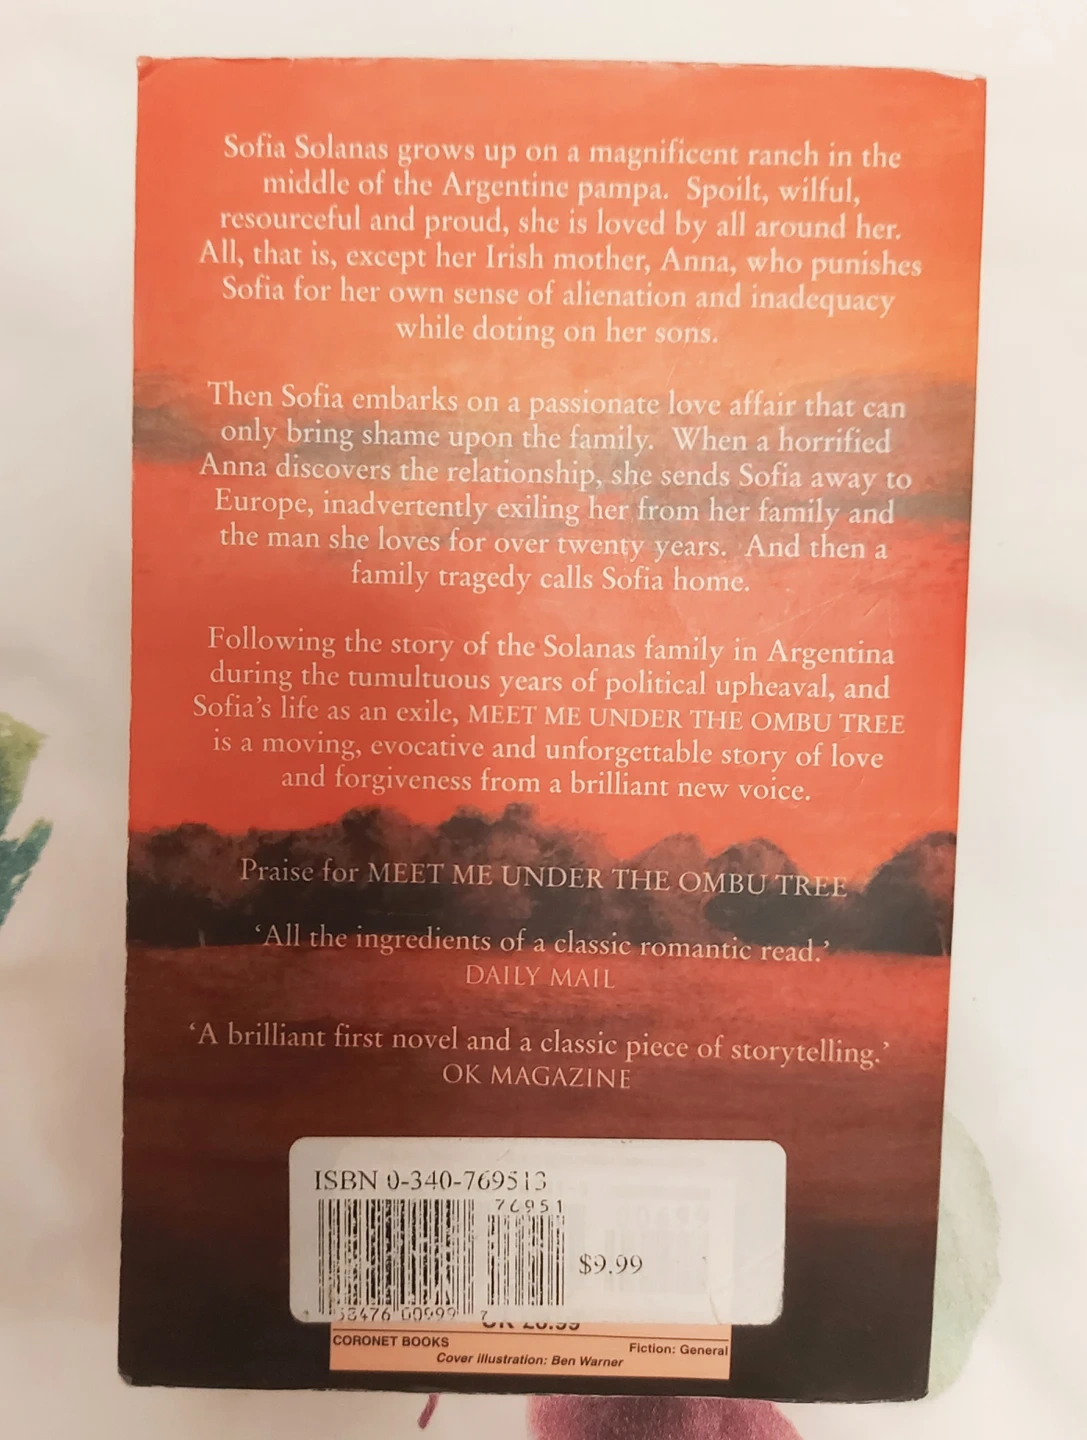 Sofia Solanas grows up on a magnificent ranch in the
middle of the Argentine pampa. Spoilt, wilful,
resourceful and proud, she is loved by all around her.
All, that is, except her Irish mother, Anna, who punishes
Sofia for her own sense of alienation and inadequacy
while doting on her sons.
Then Sofia embarks on a passionate love affair that can
only bring shame upon the family. When a horrified
Anna discovers the relationship, she sends Sofia away to
Europe, inadvertently exiling her from her family and
the man she loves for over twenty years. And then a
family tragedy calls Sofia home.
Following the story of the Solanas family in Argentina
during the tumultuous years of political upheaval, and
Sofia's life as an exile, MEET ME UNDER THE OMBU TREE
is a moving, evocative and unforgettable story of love
and forgiveness from a brilliant new voice.
Praise for MEET ME UNDER THE OMBU TREE
‘All the ingredients of a classic romantic read.’
DAILY MAIL
‘A brilliant first novel and a classic piece of storytelling.’
OK MAGAZINE
ISBN 0-340-769513
76951
$9.99
00999 7
CORONET BOOKS
Fiction: General
Cover illustration: Ben Warner